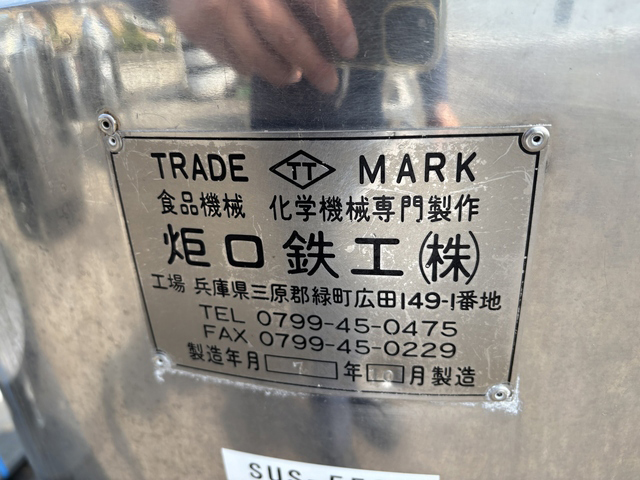 TRADE TT MARK
食品機械 化学機械専門製作
炬口鉄工(株)
工場 兵庫県三原郡緑町広田149-1番地
TEL 0799-45-0475
FAX 0799-45-0229
製造年月 7 年 月製造